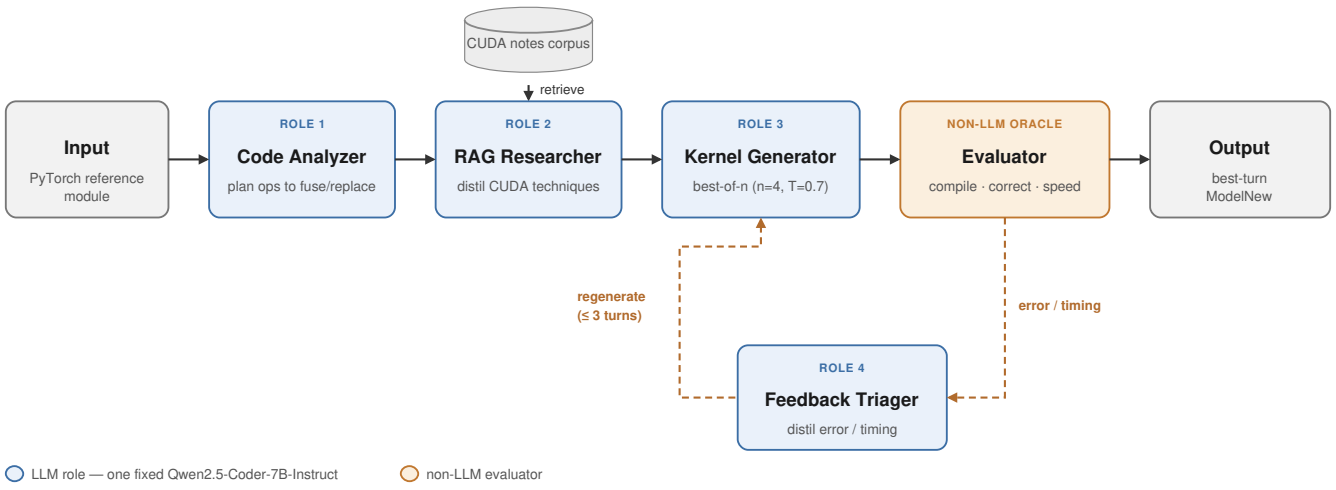 CUDA notes corpus
retrieve
Input
PyTorch reference
module
ROLE 1
Code Analyzer
plan ops to fuse/replace
ROLE 2
RAG Researcher
distil CUDA techniques
ROLE 3
Kernel Generator
best-of-n (n=4, T=0.7)
NON-LLM ORACLE
Evaluator
compile · correct · speed
Output
best-turn
ModelNew
regenerate
(≤ 3 turns)
error / timing
ROLE 4
Feedback Triager
distil error / timing
LLM role — one fixed Qwen2.5-Coder-7B-Instruct
non-LLM evaluator